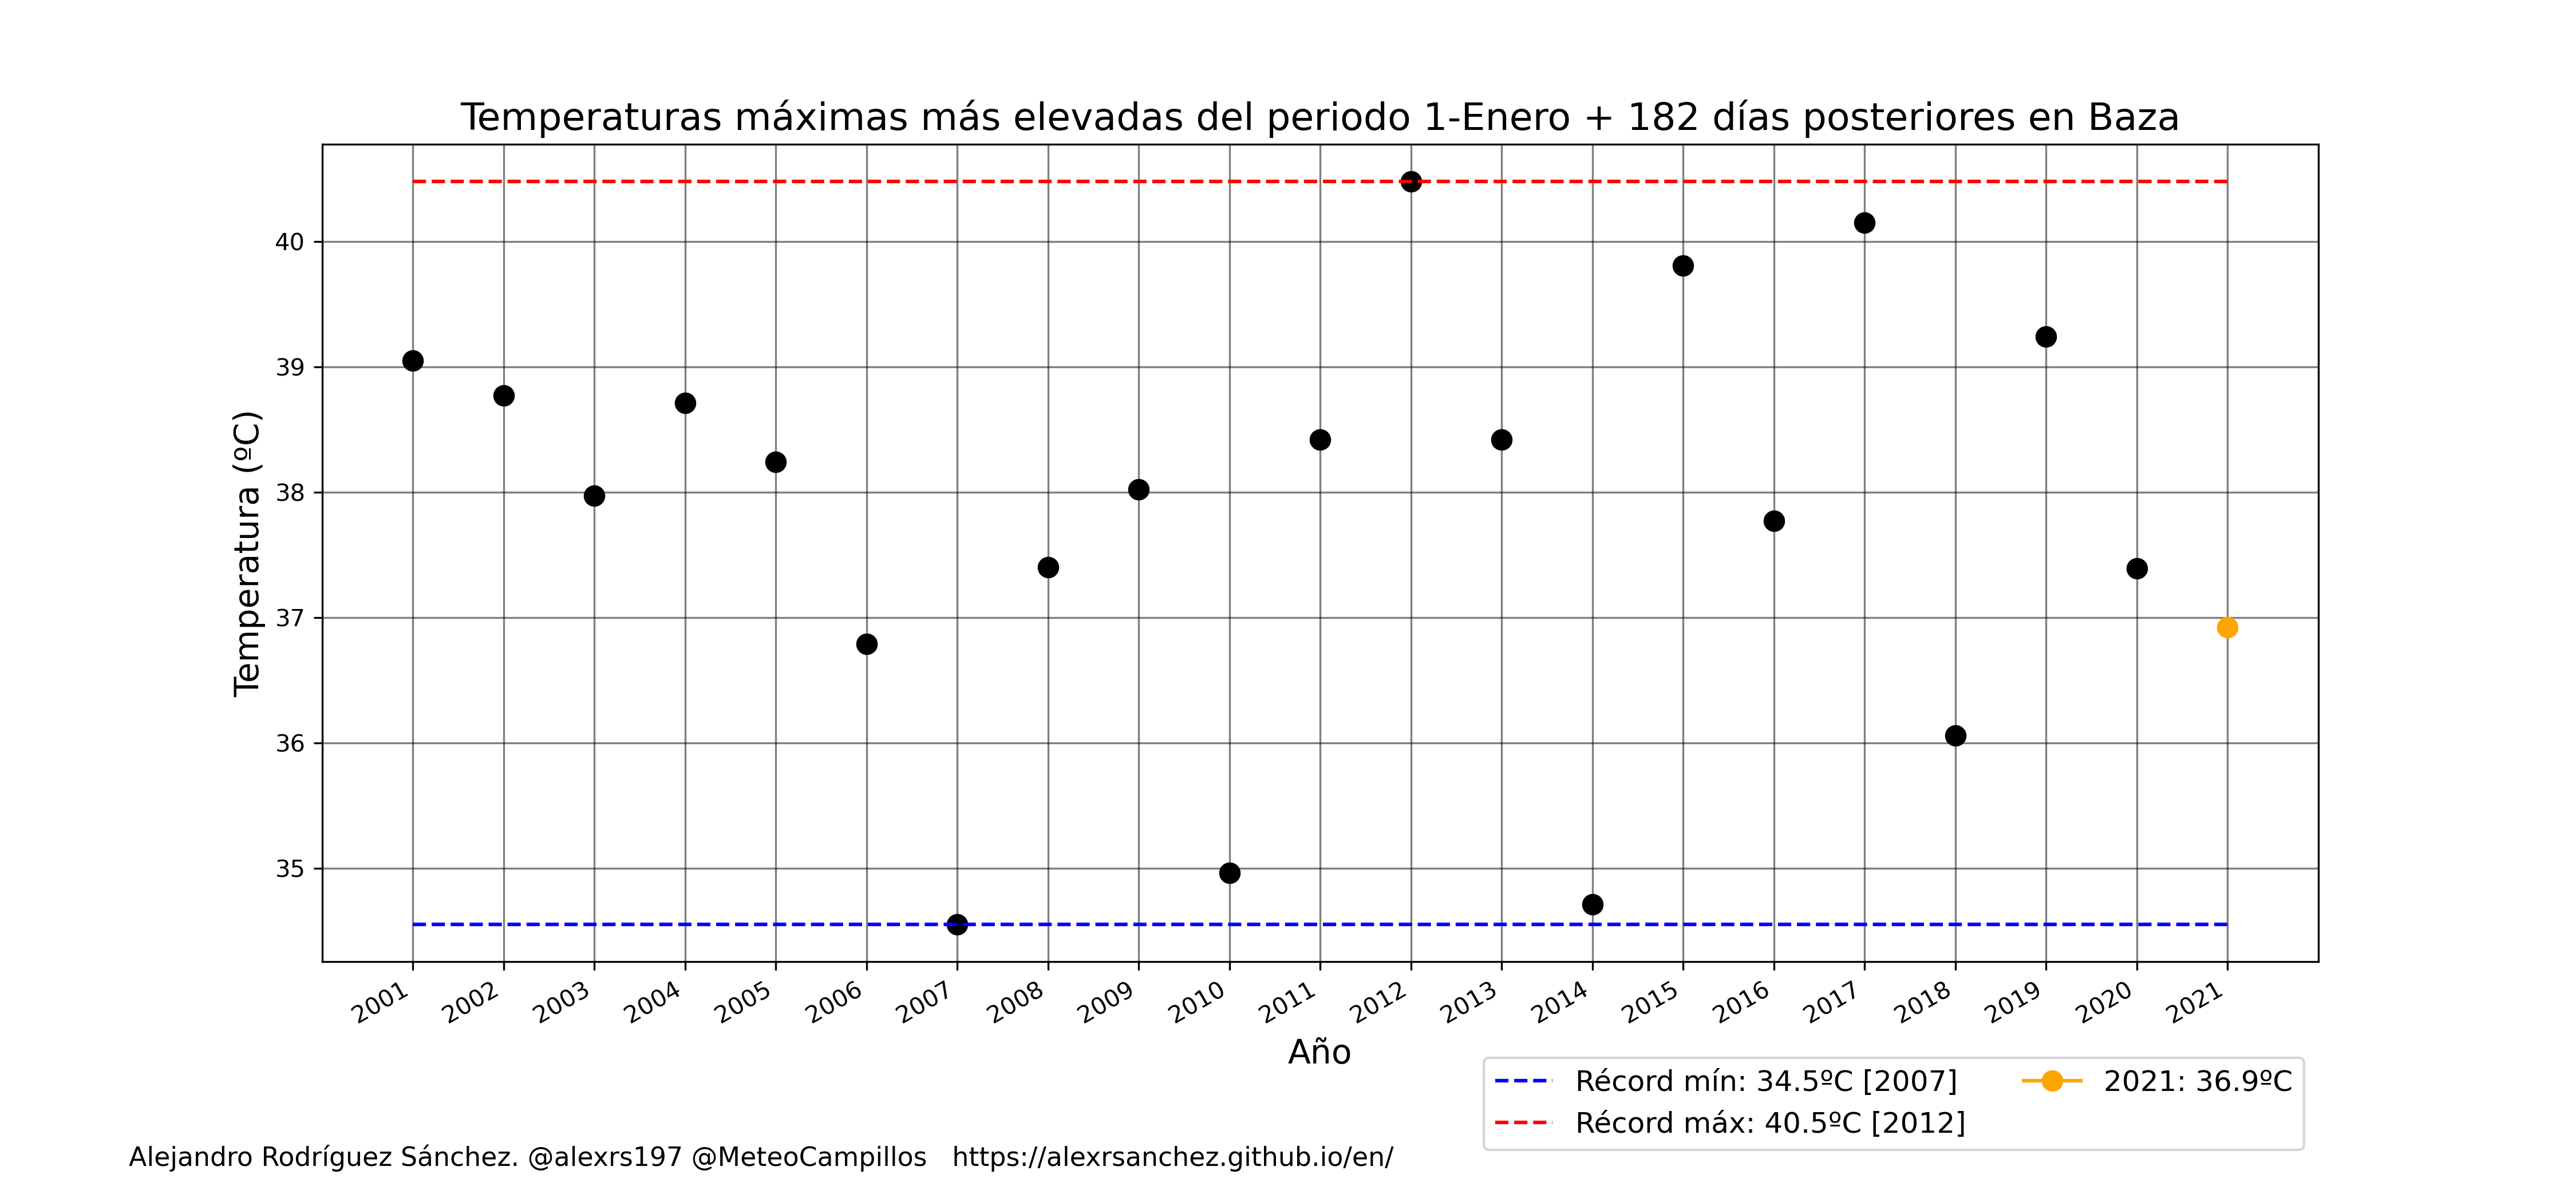 Temperaturas máximas más elevadas del periodo 1-Enero + 182 días posteriores en Baza
Temperatura (ºC)
40
39
38
37
36
35
2001 2002 2003 2004 2005 2006 2007 2008 2009 2010 2011 2012 2013 2014 2015 2016 2017 2018 2019 2020 2021
Año
Récord mín: 34.5ºC [2007]
Récord máx: 40.5ºC [2012]
2021: 36.9ºC
Alejandro Rodríguez Sánchez. @alexrs197 @MeteoCampillos https://alexrsanchez.github.io/en/